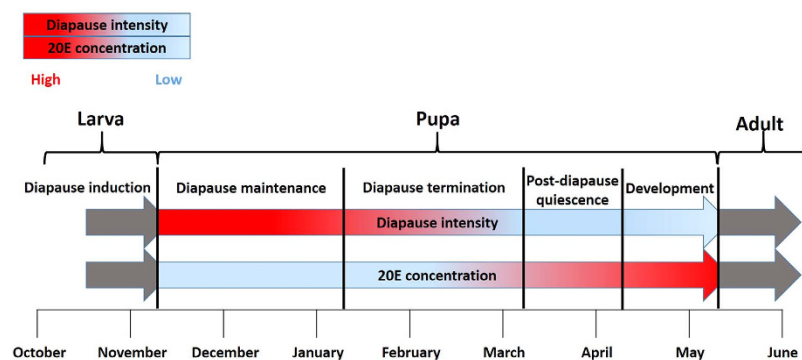 Diapause intensity
20E concentration
High Low
Larva Pupa Adult
Diapause induction Diapause maintenance Diapause termination Post-diapause quiescence Development
Diapause intensity
20E concentration
October November December January February March April May June